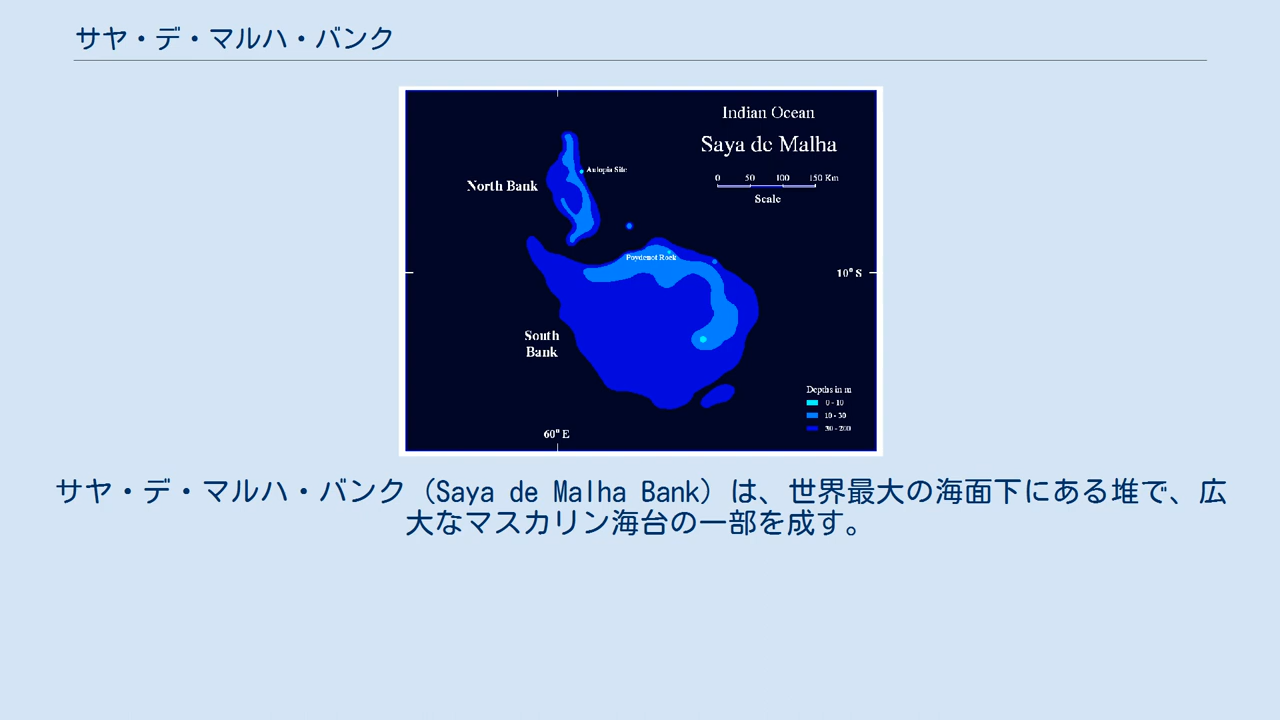 サヤ・デ・マルハ・バンク
Indian Ocean
Saya de Malha
0 50 100 150 Km
Scale
North Bank
Autopia Site
Poydenot Rock
10° S
South
Bank
Depths in m
0 - 10
10 - 30
30 - 200
60° E
サヤ・デ・マルハ・バンク（Saya de Malha Bank）は、世界最大の海面下にある堆で、広
大なマスカリン海台の一部を成す。